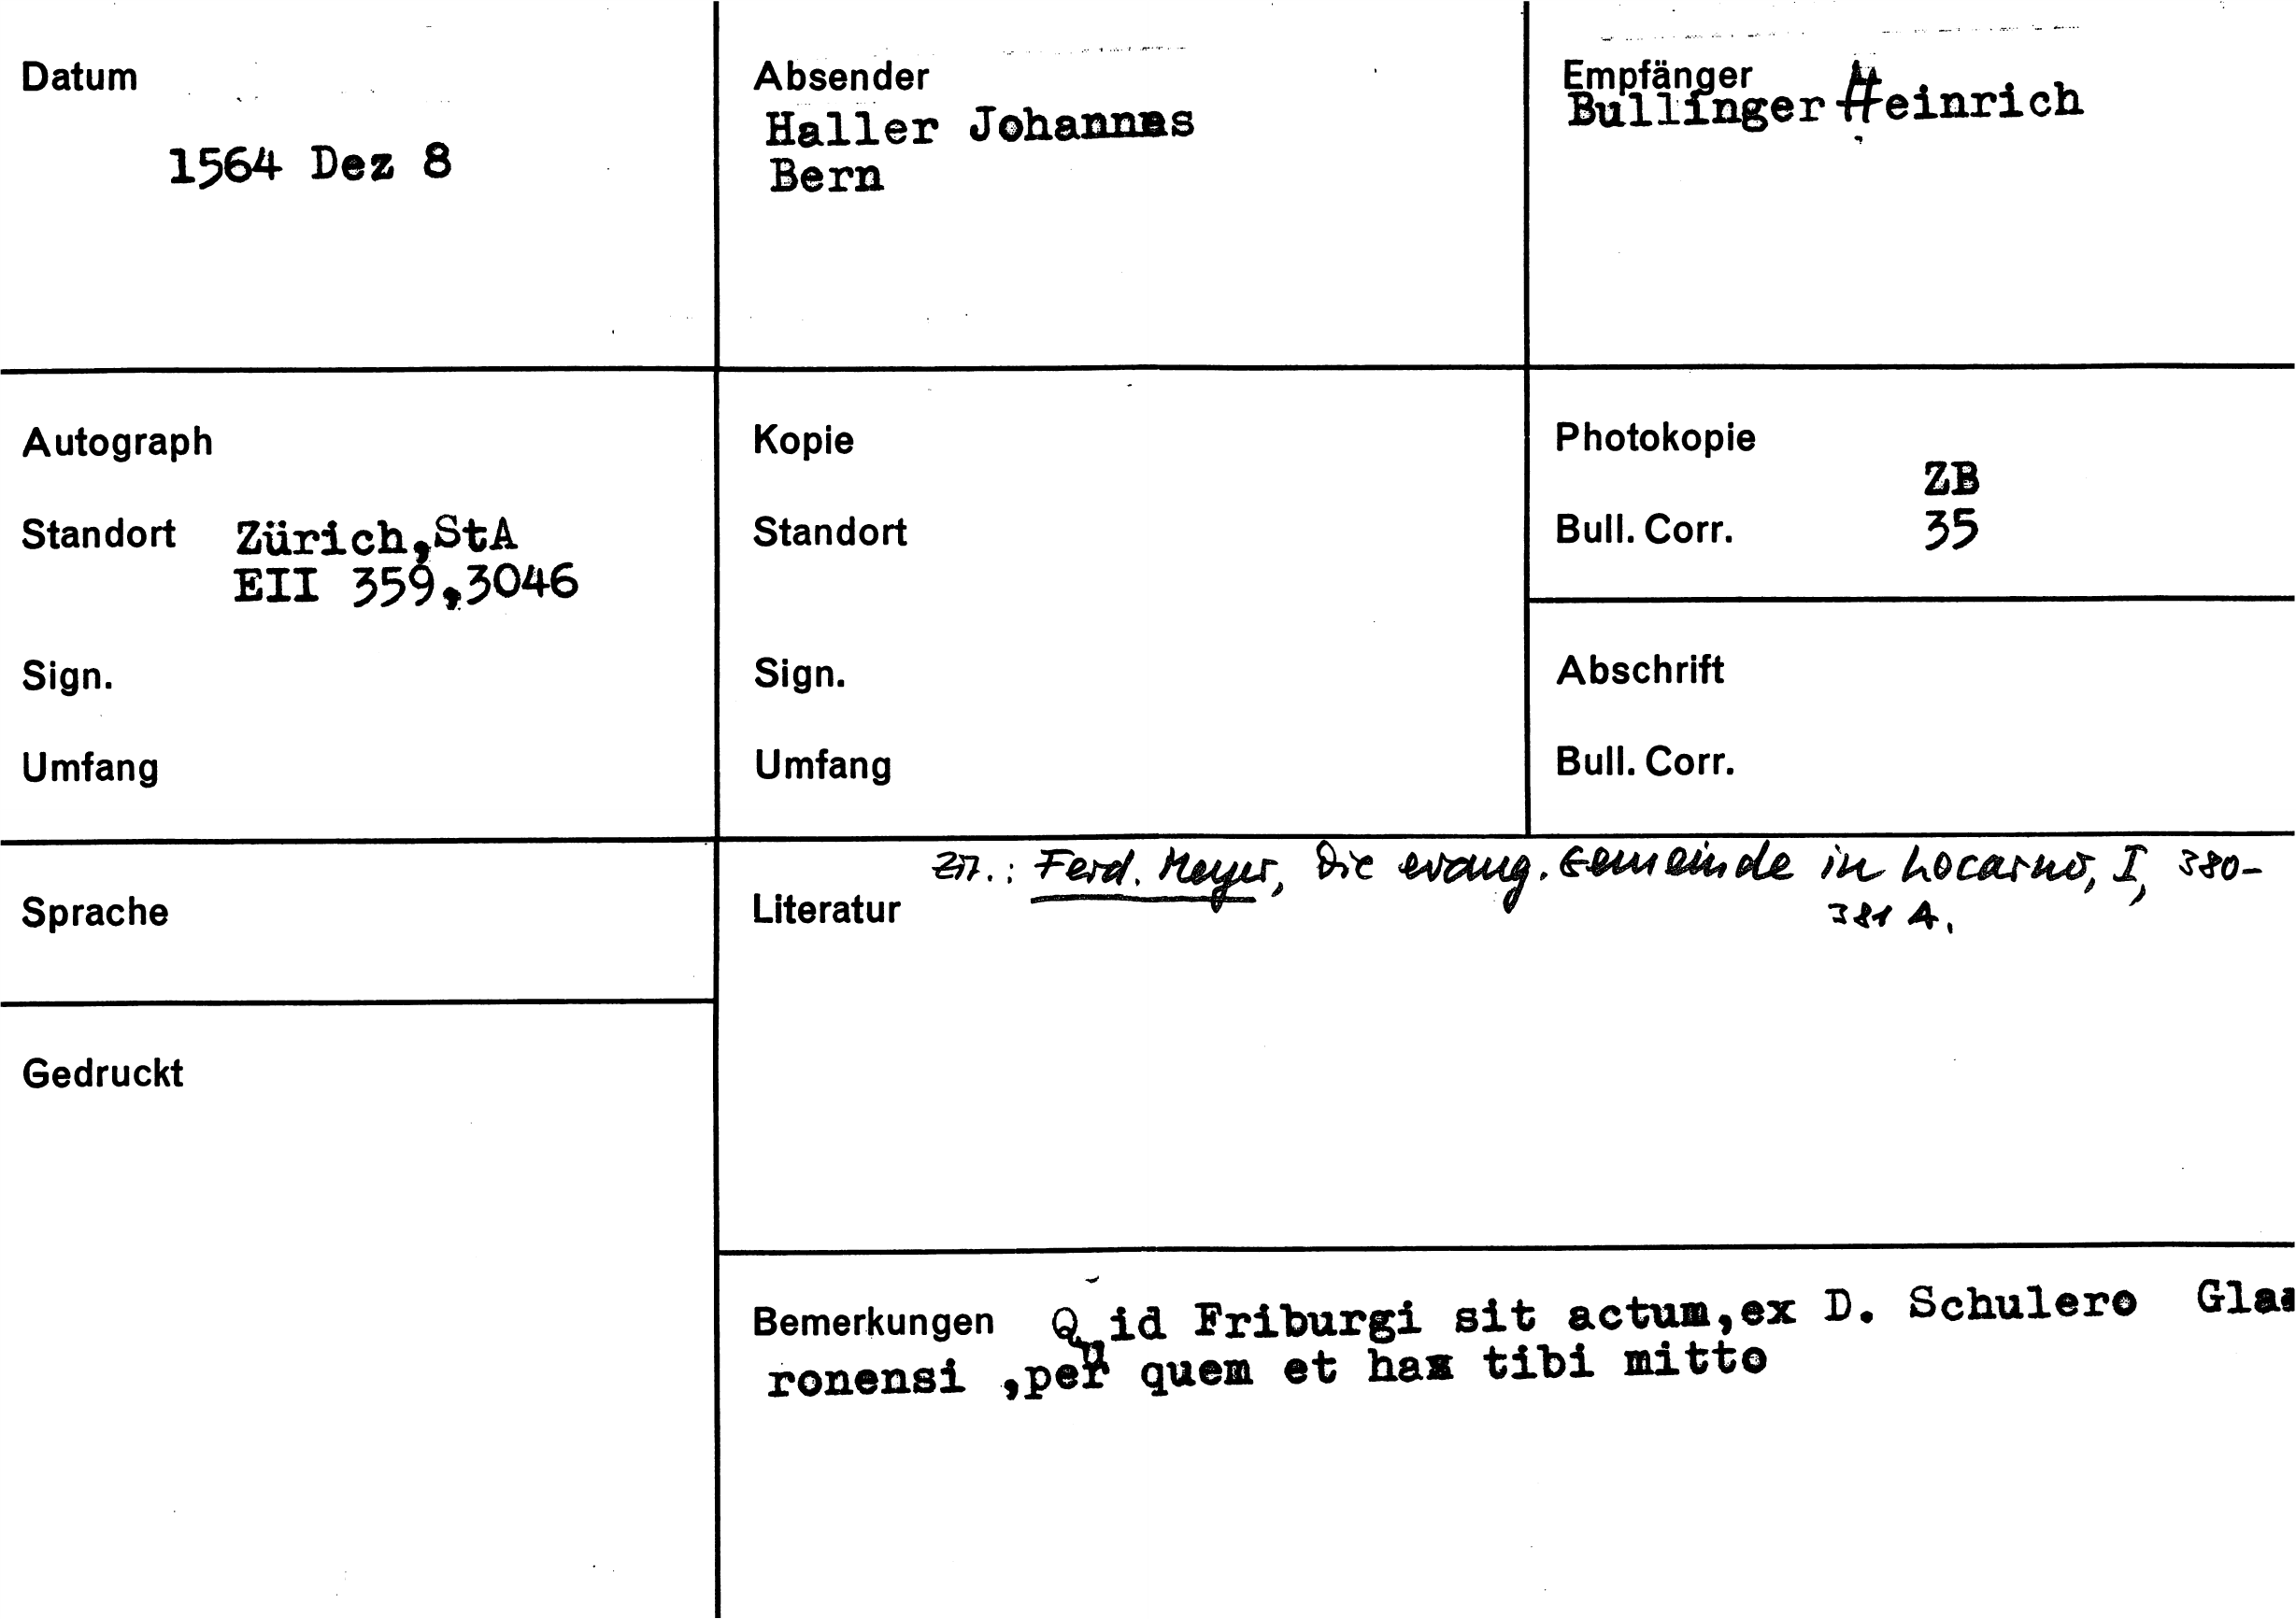 Datum
1564 Dez 8
Absender
Haller Johannes
Bern
Empfänger
Bullinger Heinrich
Autograph
Standort Zürich,StA
EII 359,3046
Sign.
Umfang
Kopie
Standort
Sign.
Umfang
Photokopie
ZB
Bull. Corr. 35
Abschrift
Bull. Corr.
Sprache
Zit.: Ferd. Meyer, Die evang. Gemeinde in Locarno, I, 380-
381 A.
Literatur
Gedruckt
Bemerkungen Quid Friburgi sit actum,ex D. Schulero Gla
ronensi ,per quem et has tibi mitto